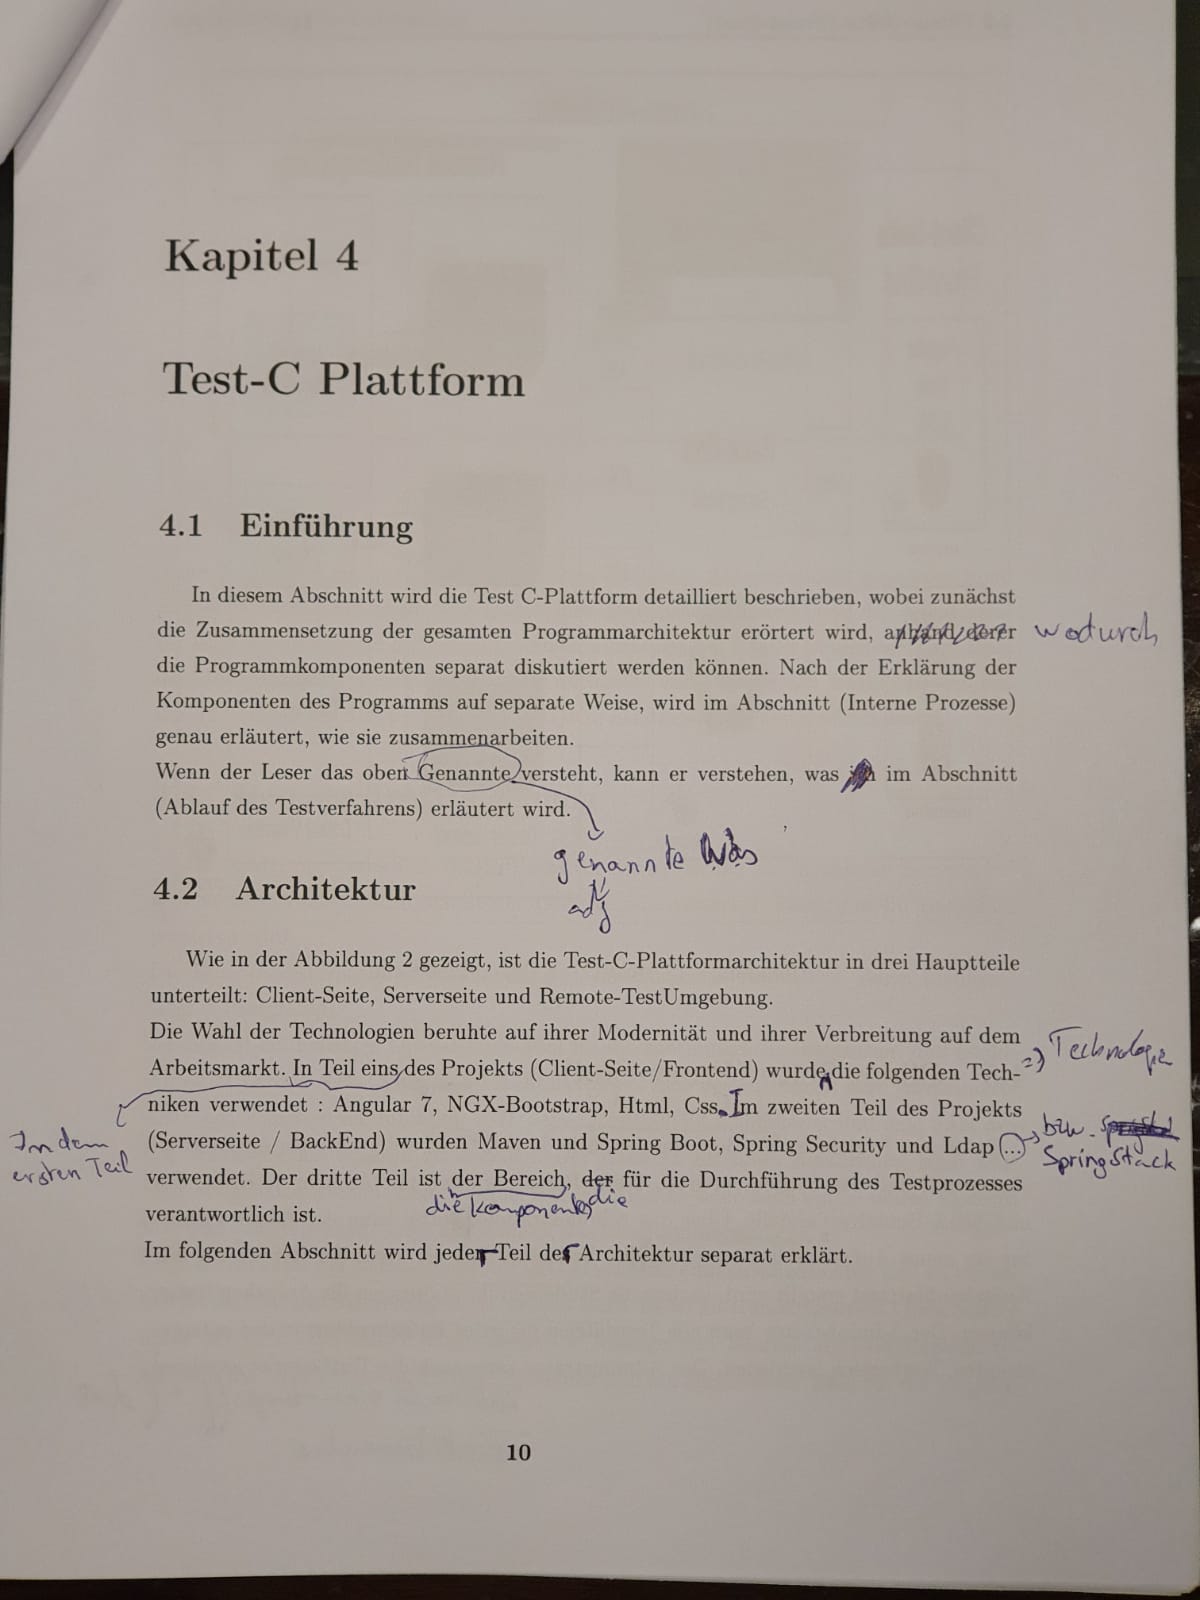 Kapitel 4
Test-C Plattform
4.1 Einführung
In diesem Abschnitt wird die Test C-Plattform detailliert beschrieben, wobei zunächst
die Zusammensetzung der gesamten Programmarchitektur erörtert wird, anhand derer wodurch
die Programmkomponenten separat diskutiert werden können. Nach der Erklärung der
Komponenten des Programms auf separate Weise, wird im Abschnitt (Interne Prozesse)
genau erläutert, wie sie zusammenarbeiten.
Wenn der Leser das oben Genannte versteht, kann er verstehen, was im Abschnitt
(Ablauf des Testverfahrens) erläutert wird.
genannte Was
adj
4.2 Architektur
Wie in der Abbildung 2 gezeigt, ist die Test-C-Plattformarchitektur in drei Hauptteile
unterteilt: Client-Seite, Serverseite und Remote-TestUmgebung.
Die Wahl der Technologien beruhte auf ihrer Modernität und ihrer Verbreitung auf dem
Arbeitsmarkt. In Teil eins des Projekts (Client-Seite/Frontend) wurde die folgenden Tech- => Technologie
niken verwendet : Angular 7, NGX-Bootstrap, Html, Css. Im zweiten Teil des Projekts
In dem
ersten Teil
(Serverseite / BackEnd) wurden Maven und Spring Boot, Spring Security und Ldap ... bzw.
SpringStack
verwendet. Der dritte Teil ist der Bereich, der für die Durchführung des Testprozesses
die Komponente, die
verantwortlich ist.
Im folgenden Abschnitt wird jeder Teil der Architektur separat erklärt.
10